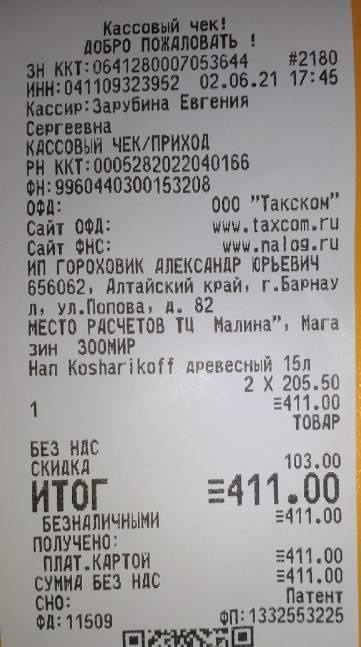 Кассовый чек!
ДОБРО ПОЖАЛОВАТЬ !
ЗН ККТ:0641280007053644 #2180
ИНН:041109323952 02.06.21 17:45
Кассир:Зарубина Евгения
Сергеевна
КАССОВЫЙ ЧЕК/ПРИХОД
РН ККТ:0005282022040166
ФН:9960440300153208
ОФД: ООО "Такском"
Сайт ОФД: www.taxcom.ru
Сайт ФНС: www.nalog.ru
ИП ГОРОХОВИК АЛЕКСАНДР ЮРЬЕВИЧ
656062, Алтайский край, г.Барнау
л, ул.Попова, д. 82
МЕСТО РАСЧЕТОВ ТЦ Малина", Мага
зин ЗООМИР
Нап Kosharikoff древесный 15л
2 X 205.50
1 ≡411.00
ТОВАР
БЕЗ НДС
СКИДКА 103.00
ИТОГ ≡411.00
БЕЗНАЛИЧНЫМИ ≡411.00
ПОЛУЧЕНО:
ПЛАТ.КАРТОЙ ≡411.00
СУММА БЕЗ НДС ≡411.00
СНО: Патент
ФД:11509 ФП:1332553225